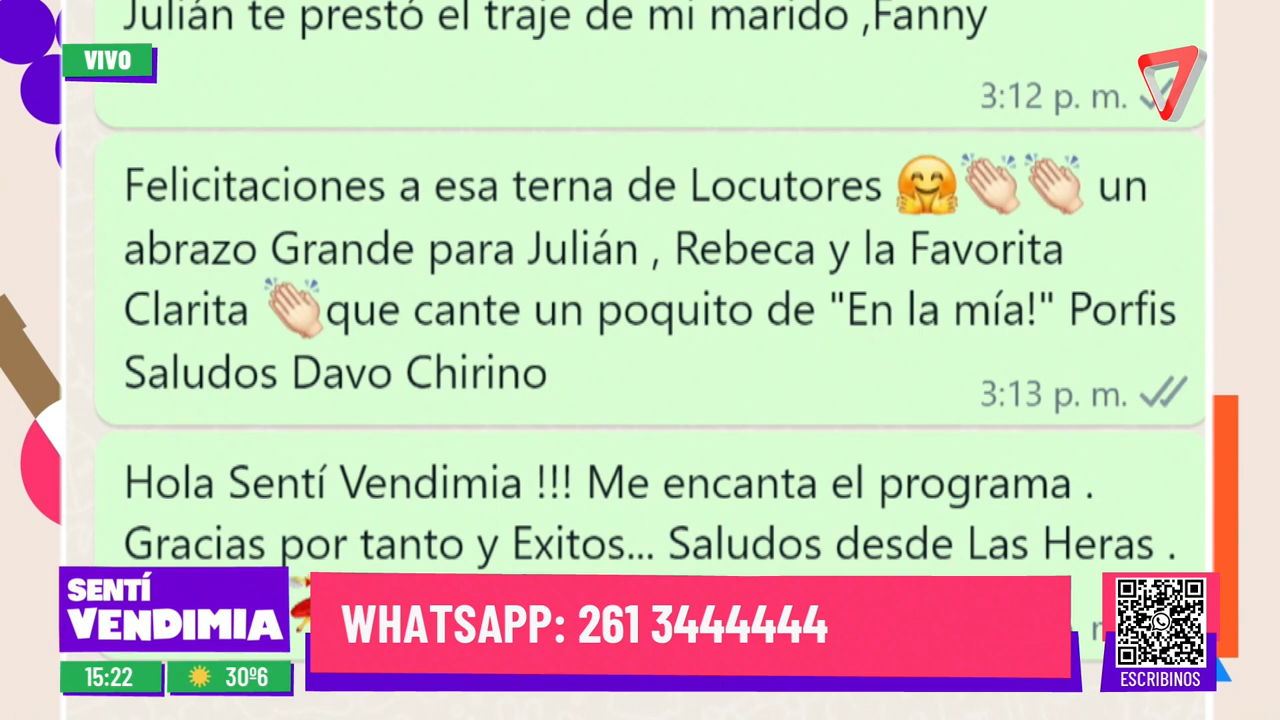 Julián te prestó el traje de mi marido ,Fanny
VIVO
3:12 p. m.
Felicitaciones a esa terna de Locutores 🤗👏🏻👏🏻 un
abrazo Grande para Julián , Rebeca y la Favorita
Clarita 👏🏻que cante un poquito de "En la mía!" Porfis
Saludos Davo Chirino
3:13 p. m.
Hola Sentí Vendimia !!! Me encanta el programa .
Gracias por tanto y Exitos... Saludos desde Las Heras .
SENTÍ
VENDIMIA
WHATSAPP: 261 3444444
15:22
30º6
ESCRIBINOS